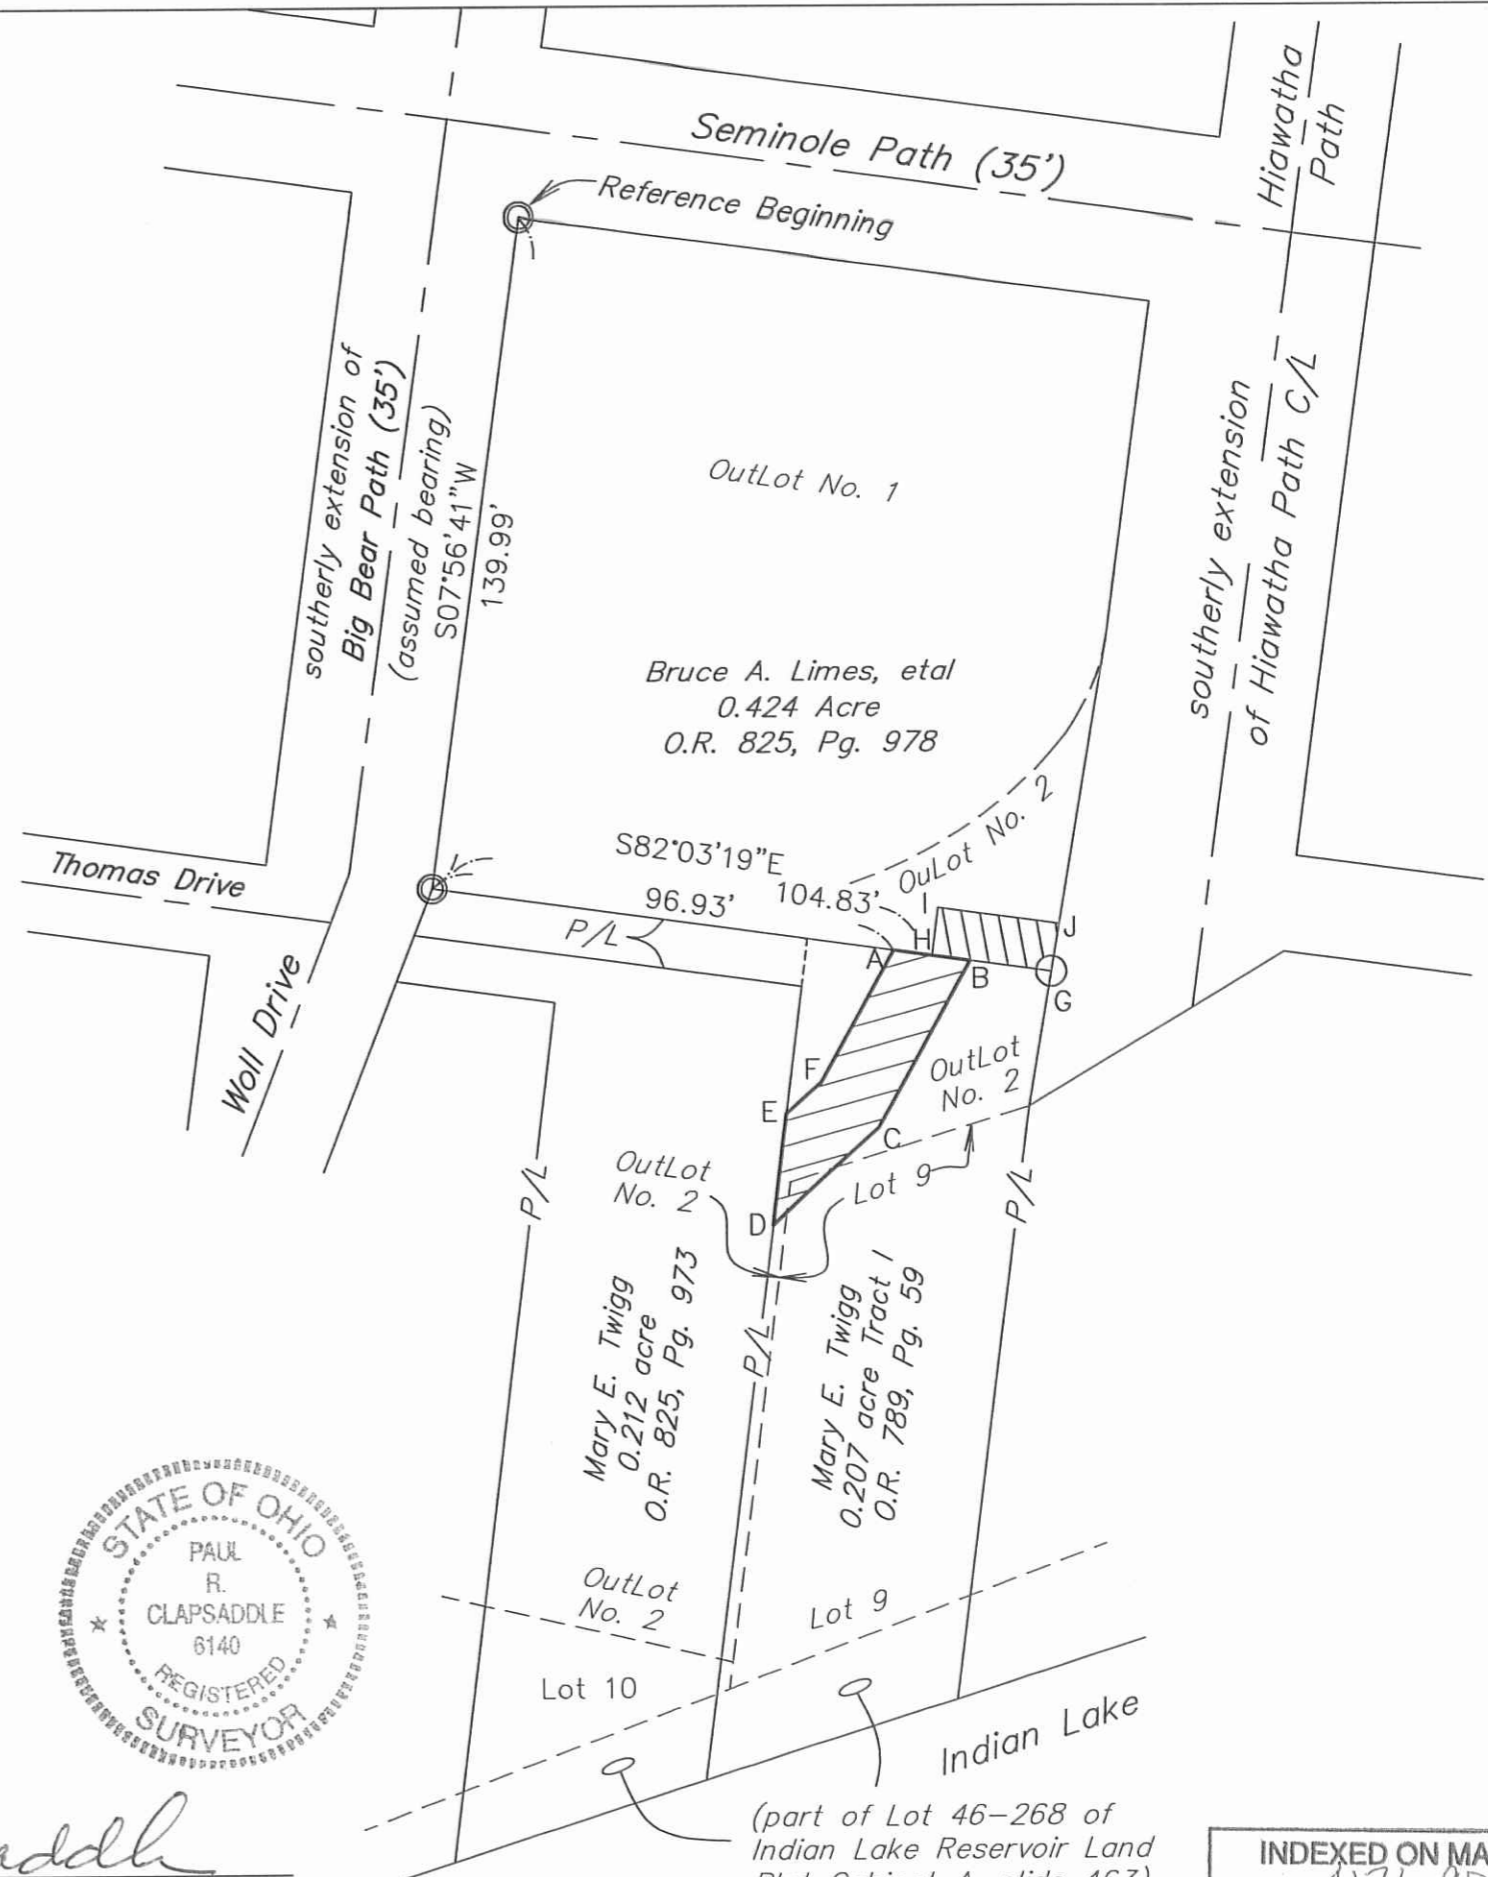 Seminole Path (35')
Hiawatha
Path
Reference Beginning
southerly extension of
Big Bear Path (35')
(assumed bearing)
S07°56'41"W
139.99'
OutLot No. 1
southerly extension
of Hiawatha Path C/L
Bruce A. Limes, etal
0.424 Acre
O.R. 825, Pg. 978
OuLot No. 2
Thomas Drive
S82°03'19"E
96.93'
104.83'
P/L
I
H
J
A
B
G
Woll Drive
F
E
OutLot
No. 2
C
D
OutLot
No. 2
Lot 9
P/L
P/L
Mary E. Twigg
0.212 acre
O.R. 825, Pg. 973
P/L
Mary E. Twigg
0.207 acre Tract I
O.R. 789, Pg. 59
STATE OF OHIO
PAUL
R.
CLAPSADDLE
6140
REGISTERED
SURVEYOR
OutLot
No. 2
Lot 9
Lot 10
Indian Lake
(part of Lot 46-268 of
Indian Lake Reservoir Land
INDEXED ON MA